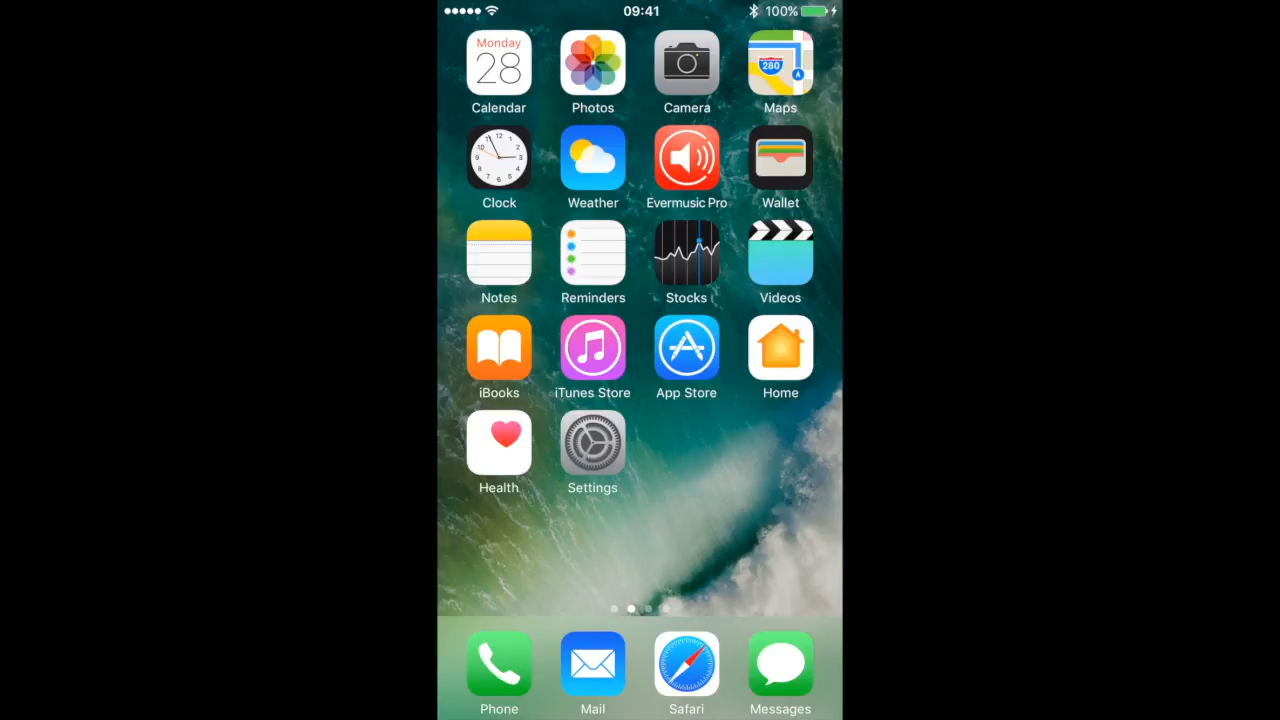 09:41 100%
Monday
28 280
Calendar Photos Camera Maps
Clock Weather Evermusic Pro Wallet
Notes Reminders Stocks Videos
iBooks iTunes Store App Store Home
Health Settings
Phone Mail Safari Messages